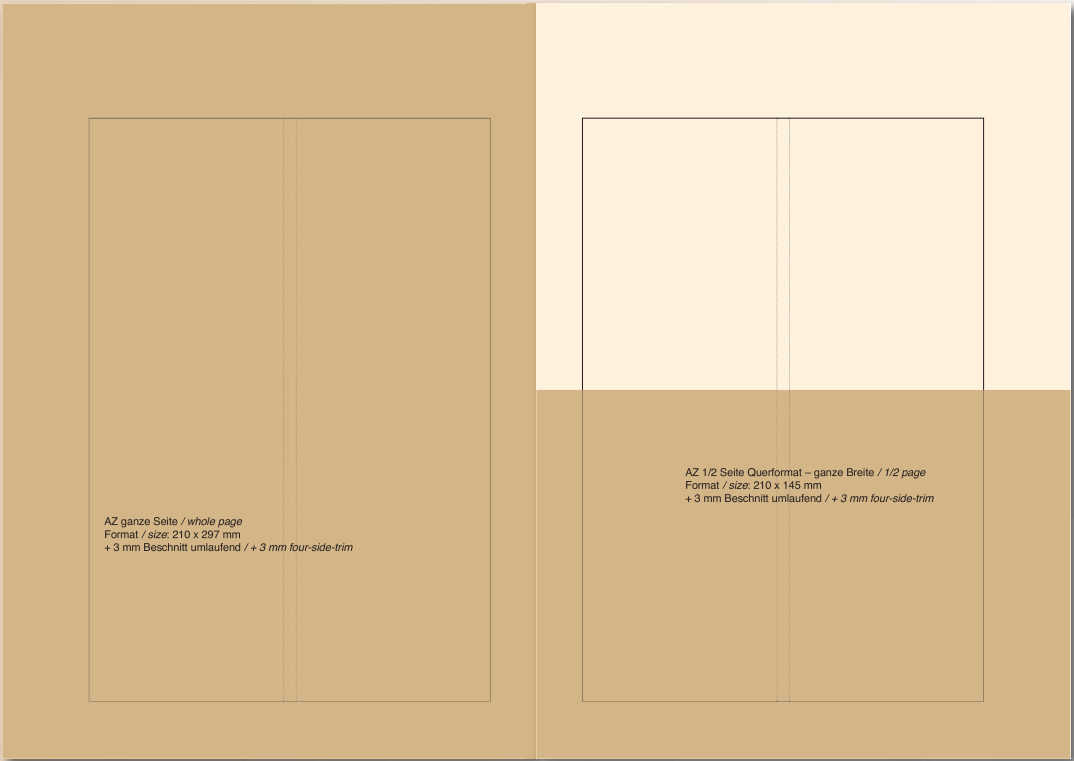 AZ ganze Seite / whole page
Format / size: 210 x 297 mm
+ 3 mm Beschnitt umlaufend / + 3 mm four-side-trim
AZ 1/2 Seite Querformat – ganze Breite / 1/2 page
Format / size: 210 x 145 mm
+ 3 mm Beschnitt umlaufend / + 3 mm four-side-trim